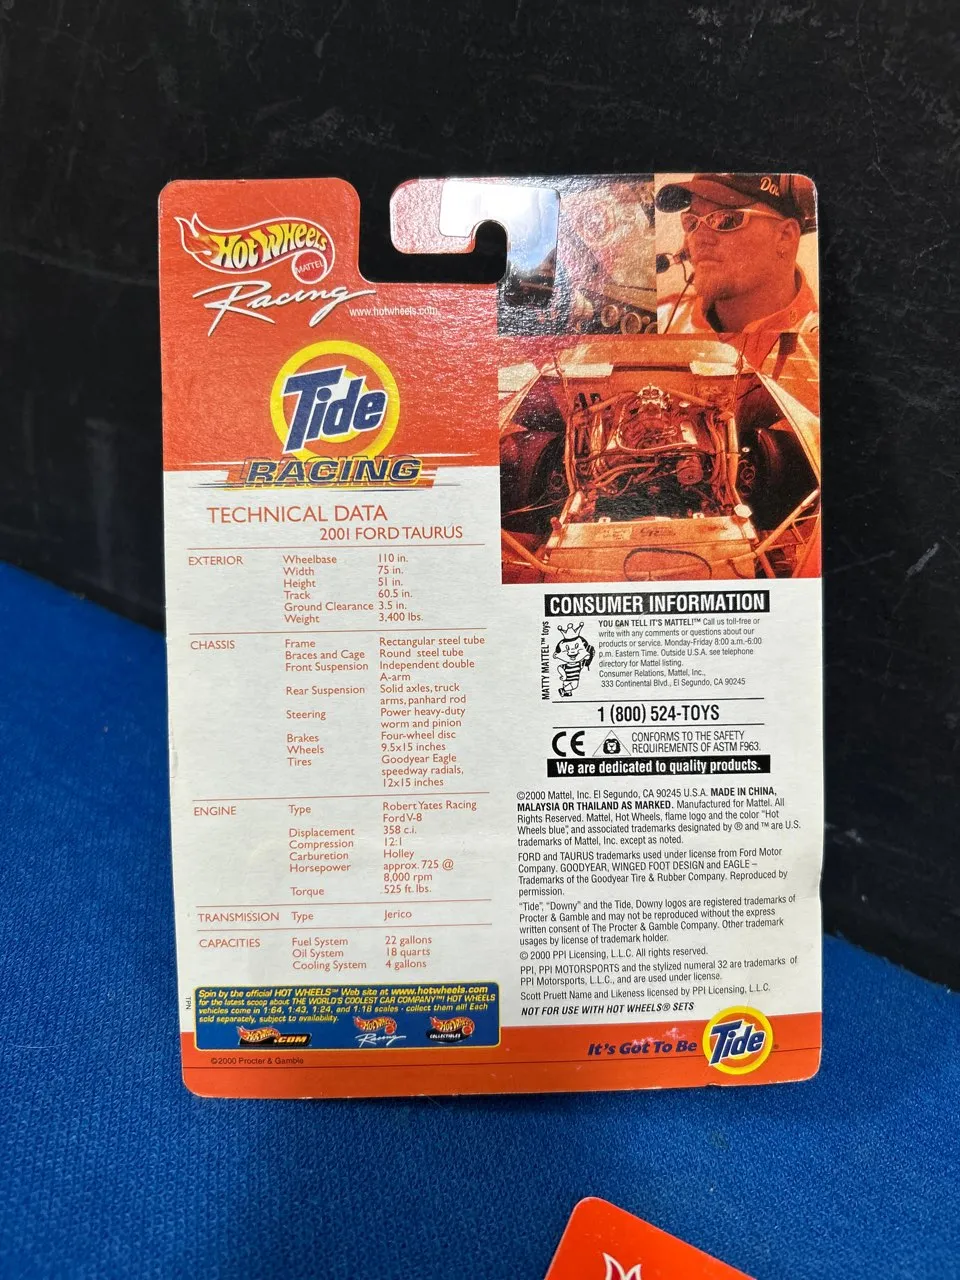 HOT WHEELS
MATTEL
Racing
www.hotwheels.com
Tide
RACING
TECHNICAL DATA
2001 FORD TAURUS
EXTERIOR Wheelbase 110 in.
Width 75 in.
Height 51 in.
Track 60.5 in.
Ground Clearance 3.5 in.
Weight 3,400 lbs.
CHASSIS Frame Rectangular steel tube
Braces and Cage Round steel tube
Front Suspension Independent double
A-arm
Rear Suspension Solid axles, truck
arms, panhard rod
Steering Power heavy-duty
worm and pinion
Brakes Four-wheel disc
Wheels 9.5x15 inches
Tires Goodyear Eagle
speedway radials,
12x15 inches
ENGINE Type Robert Yates Racing
Ford V-8
Displacement 358 c.i.
Compression 12:1
Carburetion Holley
Horsepower approx. 725 @
8,000 rpm
Torque 525 ft. lbs.
TRANSMISSION Type Jerico
CAPACITIES Fuel System 22 gallons
Oil System 18 quarts
Cooling System 4 gallons
Spin by the official HOT WHEELS™ Web site at www.hotwheels.com
for the latest scoop about THE WORLD'S COOLEST CAR COMPANY™! HOT WHEELS
vehicles come in 1:64, 1:43, 1:24, and 1:18 scales - collect them all! Each
sold separately, subject to availability.
HOT WHEELS .COM
HOT WHEELS Racing
HOT WHEELS COLLECTIBLES
©2000 Procter & Gamble
CONSUMER INFORMATION
MATTY MATTEL™ toys
YOU CAN TELL IT'S MATTEL!™ Call us toll-free or
write with any comments or questions about our
products or service. Monday-Friday 8:00 a.m.-6:00
p.m. Eastern Time. Outside U.S.A. see telephone
directory for Mattel listing.
Consumer Relations, Mattel, Inc.,
333 Continental Blvd., El Segundo, CA 90245
1 (800) 524-TOYS
CE CONFORMS TO THE SAFETY
REQUIREMENTS OF ASTM F963.
We are dedicated to quality products.
©2000 Mattel, Inc. El Segundo, CA 90245 U.S.A. MADE IN CHINA,
MALAYSIA OR THAILAND AS MARKED. Manufactured for Mattel. All
Rights Reserved. Mattel, Hot Wheels, flame logo and the color "Hot
Wheels blue", and associated trademarks designated by ® and ™ are U.S.
trademarks of Mattel, Inc. except as noted.
FORD and TAURUS trademarks used under license from Ford Motor
Company. GOODYEAR, WINGED FOOT DESIGN and EAGLE –
Trademarks of the Goodyear Tire & Rubber Company. Reproduced by
permission.
"Tide", "Downy" and the Tide, Downy logos are registered trademarks of
Procter & Gamble and may not be reproduced without the express
written consent of The Procter & Gamble Company. Other trademark
usages by license of trademark holder.
© 2000 PPI Licensing, L.L.C. All rights reserved.
PPI, PPI MOTORSPORTS and the stylized numeral 32 are trademarks of
PPI Motorsports, L.L.C., and are used under license.
Scott Pruett Name and Likeness licensed by PPI Licensing, L.L.C.
NOT FOR USE WITH HOT WHEELS® SETS
It's Got To Be Tide®